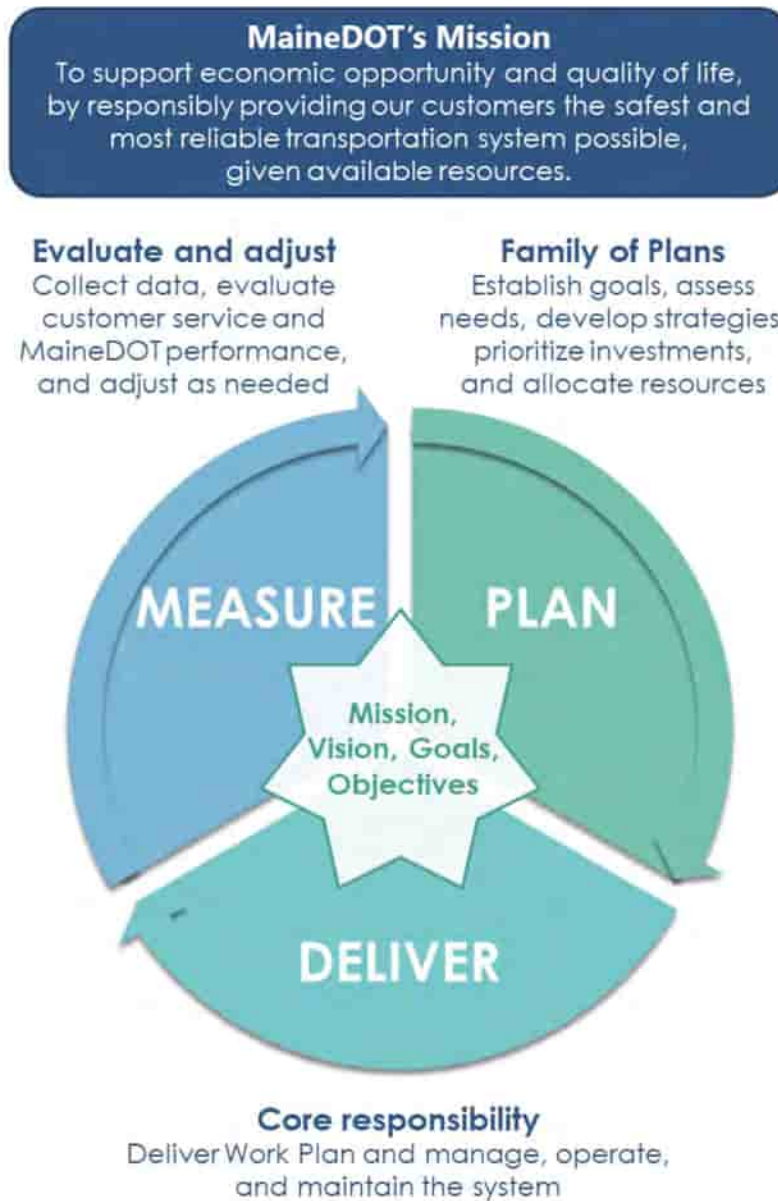 MaineDOT's Mission
To support economic opportunity and quality of life,
by responsibly providing our customers the safest and
most reliable transportation system possible,
given available resources.
Evaluate and adjust
Collect data, evaluate
customer service and
MaineDOT performance,
and adjust as needed
Family of Plans
Establish goals, assess
needs, develop strategies
prioritize investments,
and allocate resources
MEASURE
PLAN
Mission,
Vision, Goals,
Objectives
DELIVER
Core responsibility
Deliver Work Plan and manage, operate,
and maintain the system